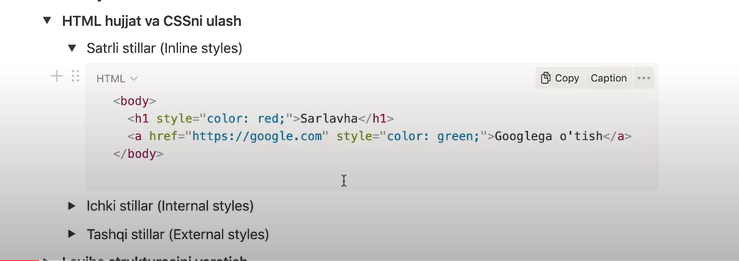 HTML hujjat va CSSni ulash
Satrli stillar (Inline styles)
HTML
Copy Caption
<body>
<h1 style="color: red;">Sarlavha</h1>
<a href="https://google.com" style="color: green;">Googlega o'tish</a>
</body>
Ichki stillar (Internal styles)
Tashqi stillar (External styles)